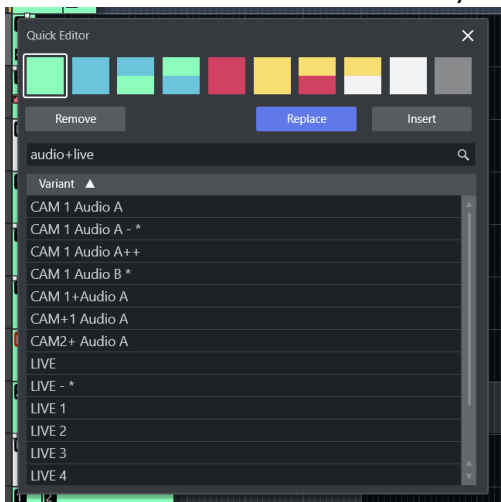 Quick Editor
Remove Replace Insert
audio+live
Variant ▲
CAM 1 Audio A
CAM 1 Audio A - *
CAM 1 Audio A++
CAM 1 Audio B *
CAM 1+Audio A
CAM+1 Audio A
CAM2+ Audio A
LIVE
LIVE - *
LIVE 1
LIVE 2
LIVE 3
LIVE 4
1 2